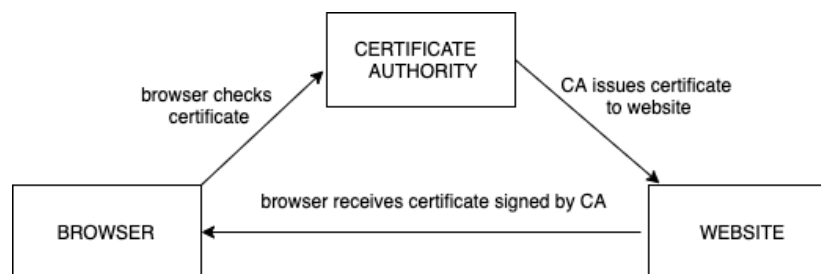 CERTIFICATE
AUTHORITY
browser checks
certificate
CA issues certificate
to website
browser receives certificate signed by CA
BROWSER
WEBSITE